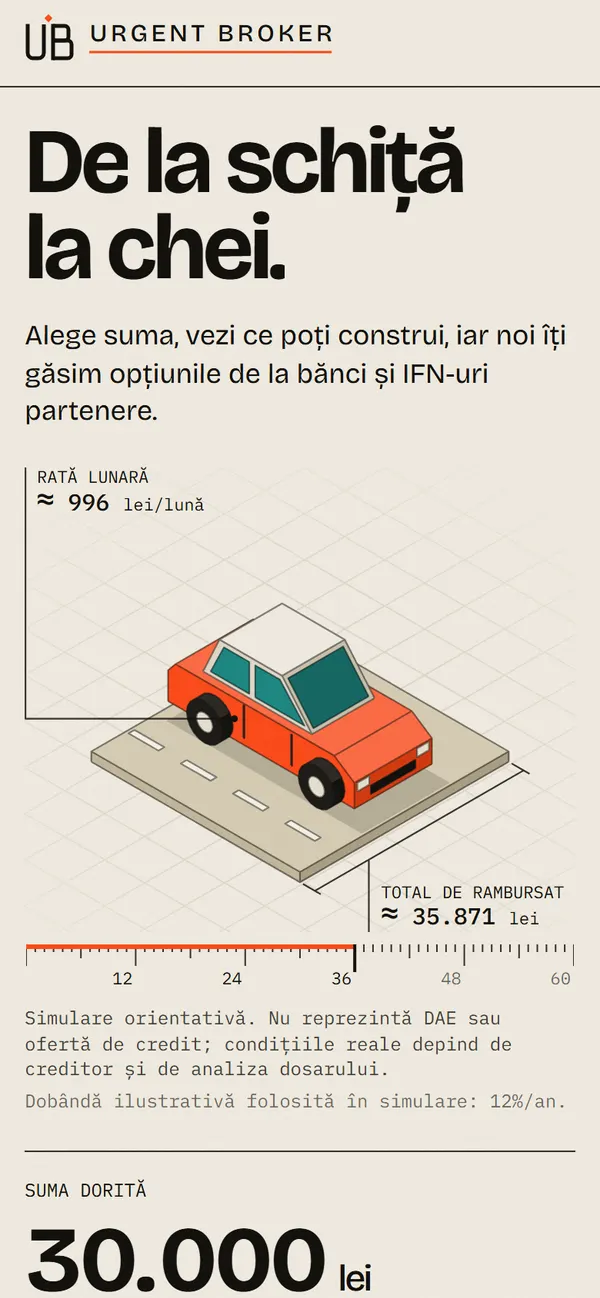 UB URGENT BROKER
De la schiță
la chei.
Alege suma, vezi ce poți construi, iar noi îți
găsim opțiunile de la bănci și IFN-uri
partenere.
RATĂ LUNARĂ
≈ 996 lei/lună
TOTAL DE RAMBURSAT
≈ 35.871 lei
12 24 36 48 60
Simulare orientativă. Nu reprezintă DAE sau
ofertă de credit; condițiile reale depind de
creditor și de analiza dosarului.
Dobândă ilustrativă folosită în simulare: 12%/an.
SUMA DORITĂ
30.000 lei